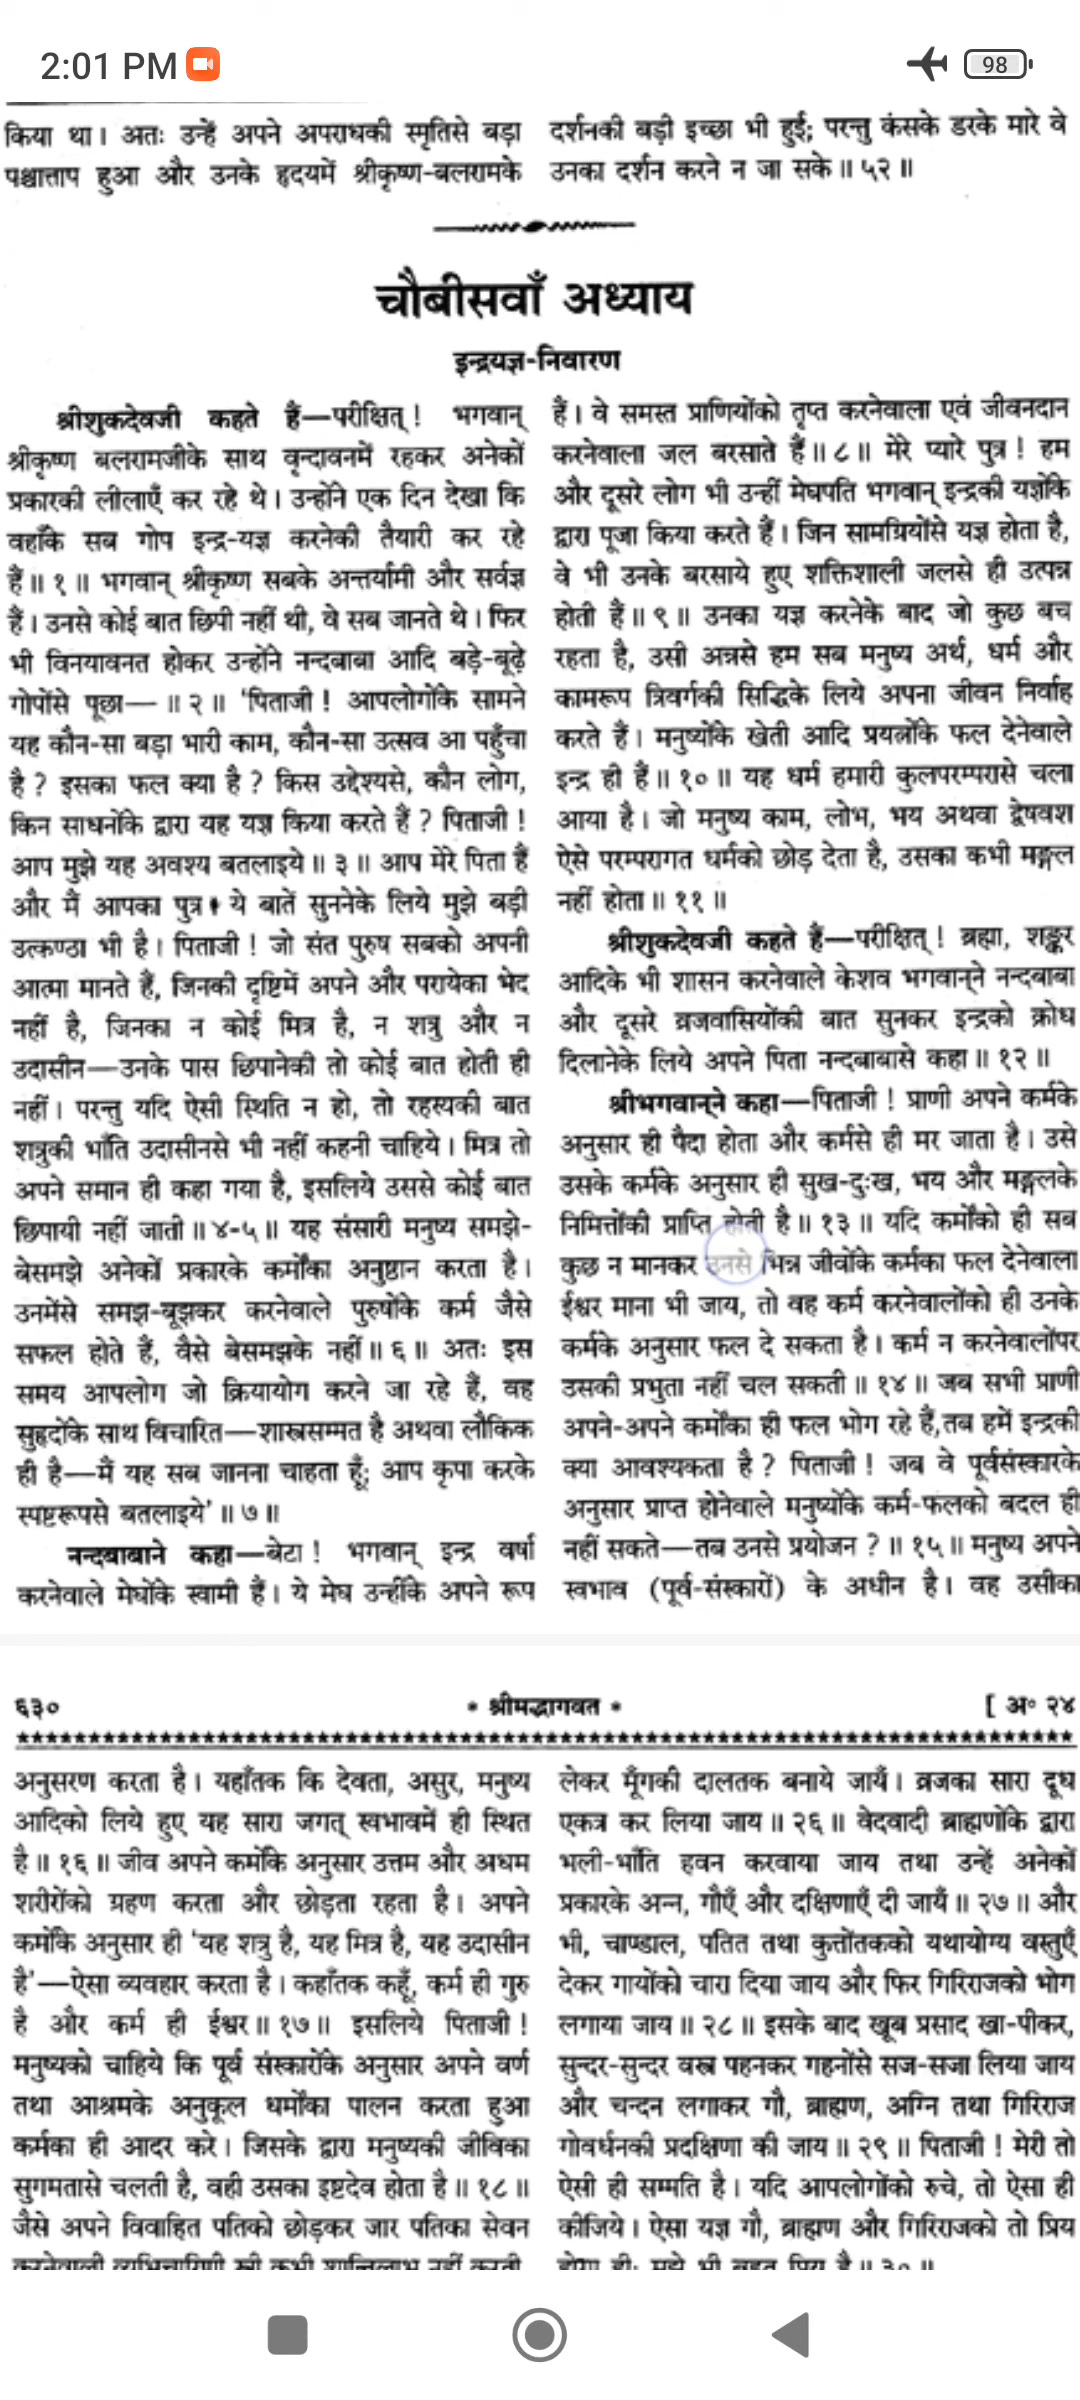 2:01 PM
98
किया था। अतः उन्हें अपने अपराधकी स्मृतिसे बड़ा
पश्चात्ताप हुआ और उनके हृदयमें श्रीकृष्ण-बलरामके
दर्शनकी बड़ी इच्छा भी हुई; परन्तु कंसके डरके मारे वे
उनका दर्शन करने न जा सके॥ ५२॥
चौबीसवाँ अध्याय
इन्द्रयज्ञ-निवारण
श्रीशुकदेवजी कहते हैं—परीक्षित्! भगवान्
श्रीकृष्ण बलरामजीके साथ वृन्दावनमें रहकर अनेकों
प्रकारकी लीलाएँ कर रहे थे। उन्होंने एक दिन देखा कि
वहाँके सब गोप इन्द्र-यज्ञ करनेकी तैयारी कर रहे
हैं॥ १॥ भगवान् श्रीकृष्ण सबके अन्तर्यामी और सर्वज्ञ
हैं। उनसे कोई बात छिपी नहीं थी, वे सब जानते थे। फिर
भी विनयावनत होकर उन्होंने नन्दबाबा आदि बड़े-बूढ़े
गोपोंसे पूछा— ॥ २॥ 'पिताजी! आपलोगोंके सामने
यह कौन-सा बड़ा भारी काम, कौन-सा उत्सव आ पहुँचा
है? इसका फल क्या है? किस उद्देश्यसे, कौन लोग,
किन साधनोंके द्वारा यह यज्ञ किया करते हैं? पिताजी!
आप मुझे यह अवश्य बतलाइये॥ ३॥ आप मेरे पिता हैं
और मैं आपका पुत्र। ये बातें सुननेके लिये मुझे बड़ी
उत्कण्ठा भी है। पिताजी! जो संत पुरुष सबको अपनी
आत्मा मानते हैं, जिनकी दृष्टिमें अपने और परायेका भेद
नहीं है, जिनका न कोई मित्र है, न शत्रु और न
उदासीन—उनके पास छिपानेकी तो कोई बात होती ही
नहीं। परन्तु यदि ऐसी स्थिति न हो, तो रहस्यकी बात
शत्रुकी भाँति उदासीनसे भी नहीं कहनी चाहिये। मित्र तो
अपने समान ही कहा गया है, इसलिये उससे कोई बात
छिपायी नहीं जाती॥ ४-५॥ यह संसारी मनुष्य समझे-
बेसमझे अनेकों प्रकारके कर्मोंका अनुष्ठान करता है।
उनमेंसे समझ-बूझकर करनेवाले पुरुषोंके कर्म जैसे
सफल होते हैं, वैसे बेसमझके नहीं॥ ६॥ अतः इस
समय आपलोग जो क्रियायोग करने जा रहे हैं, वह
सुहृदोंके साथ विचारित—शास्त्रसम्मत है अथवा लौकिक
ही है—मैं यह सब जानना चाहता हूँ; आप कृपा करके
स्पष्टरूपसे बतलाइये'॥ ७॥
नन्दबाबाने कहा—बेटा! भगवान् इन्द्र वर्षा
करनेवाले मेघोंके स्वामी हैं। ये मेघ उन्हींके अपने रूप
हैं। वे समस्त प्राणियोंको तृप्त करनेवाला एवं जीवनदान
करनेवाला जल बरसाते हैं॥ ८॥ मेरे प्यारे पुत्र! हम
और दूसरे लोग भी उन्हीं मेघपति भगवान् इन्द्रकी यज्ञोंके
द्वारा पूजा किया करते हैं। जिन सामग्रियोंसे यज्ञ होता है,
वे भी उनके बरसाये हुए शक्तिशाली जलसे ही उत्पन्न
होती हैं॥ ९॥ उनका यज्ञ करनेके बाद जो कुछ बच
रहता है, उसी अन्नसे हम सब मनुष्य अर्थ, धर्म और
कामरूप त्रिवर्गकी सिद्धिके लिये अपना जीवन निर्वाह
करते हैं। मनुष्योंके खेती आदि प्रयत्नोंके फल देनेवाले
इन्द्र ही हैं॥ १०॥ यह धर्म हमारी कुलपरम्परासे चला
आया है। जो मनुष्य काम, लोभ, भय अथवा द्वेषवश
ऐसे परम्परागत धर्मको छोड़ देता है, उसका कभी मङ्गल
नहीं होता॥ ११॥
श्रीशुकदेवजी कहते हैं—परीक्षित्! ब्रह्मा, शङ्कर
आदिके भी शासन करनेवाले केशव भगवान्‌ने नन्दबाबा
और दूसरे व्रजवासियोंकी बात सुनकर इन्द्रको क्रोध
दिलानेके लिये अपने पिता नन्दबाबासे कहा॥ १२॥
श्रीभगवान्‌ने कहा—पिताजी! प्राणी अपने कर्मके
अनुसार ही पैदा होता और कर्मसे ही मर जाता है। उसे
उसके कर्मके अनुसार ही सुख-दुःख, भय और मङ्गलके
निमित्तोंकी प्राप्ति होती है॥ १३॥ यदि कर्मोंको ही सब
कुछ न मानकर उनसे भिन्न जीवोंके कर्मका फल देनेवाला
ईश्वर माना भी जाय, तो वह कर्म करनेवालोंको ही उनके
कर्मके अनुसार फल दे सकता है। कर्म न करनेवालोंपर
उसकी प्रभुता नहीं चल सकती॥ १४॥ जब सभी प्राणी
अपने-अपने कर्मोंका ही फल भोग रहे हैं,तब हमें इन्द्रकी
क्या आवश्यकता है? पिताजी! जब वे पूर्वसंस्कारके
अनुसार प्राप्त होनेवाले मनुष्योंके कर्म-फलको बदल ही
नहीं सकते—तब उनसे प्रयोजन?॥ १५॥ मनुष्य अपने
स्वभाव (पूर्व-संस्कारों) के अधीन है। वह उसीका
६३०
* श्रीमद्भागवत *
[ अ० २४
अनुसरण करता है। यहाँतक कि देवता, असुर, मनुष्य
आदिको लिये हुए यह सारा जगत् स्वभावमें ही स्थित
है॥ १६॥ जीव अपने कर्मोंके अनुसार उत्तम और अधम
शरीरोंको ग्रहण करता और छोड़ता रहता है। अपने
कर्मोंके अनुसार ही 'यह शत्रु है, यह मित्र है, यह उदासीन
है'—ऐसा व्यवहार करता है। कहाँतक कहूँ, कर्म ही गुरु
है और कर्म ही ईश्वर॥ १७॥ इसलिये पिताजी!
मनुष्यको चाहिये कि पूर्व संस्कारोंके अनुसार अपने वर्ण
तथा आश्रमके अनुकूल धर्मोंका पालन करता हुआ
कर्मका ही आदर करे। जिसके द्वारा मनुष्यकी जीविका
सुगमतासे चलती है, वही उसका इष्टदेव होता है॥ १८॥
जैसे अपने विवाहित पतिको छोड़कर जार पतिका सेवन
करनेवाली व्यभिचारिणी स्त्री कभी शान्तिलाभ नहीं करती,
लेकर मूँगकी दालतक बनाये जायँ। व्रजका सारा दूध
एकत्र कर लिया जाय॥ २६॥ वेदवादी ब्राह्मणोंके द्वारा
भली-भाँति हवन करवाया जाय तथा उन्हें अनेकों
प्रकारके अन्न, गौएँ और दक्षिणाएँ दी जायँ॥ २७॥ और
भी, चाण्डाल, पतित तथा कुत्तोंतकको यथायोग्य वस्तुएँ
देकर गायोंको चारा दिया जाय और फिर गिरिराजको भोग
लगाया जाय॥ २८॥ इसके बाद खूब प्रसाद खा-पीकर,
सुन्दर-सुन्दर वस्त्र पहनकर गहनोंसे सज-सजा लिया जाय
और चन्दन लगाकर गौ, ब्राह्मण, अग्नि तथा गिरिराज
गोवर्धनकी प्रदक्षिणा की जाय॥ २९॥ पिताजी! मेरी तो
ऐसी ही सम्मति है। यदि आपलोगोंको रुचे, तो ऐसा ही
कीजिये। ऐसा यज्ञ गौ, ब्राह्मण और गिरिराजको तो प्रिय
होगा ही; मुझे भी बहुत प्रिय है॥ ३०॥